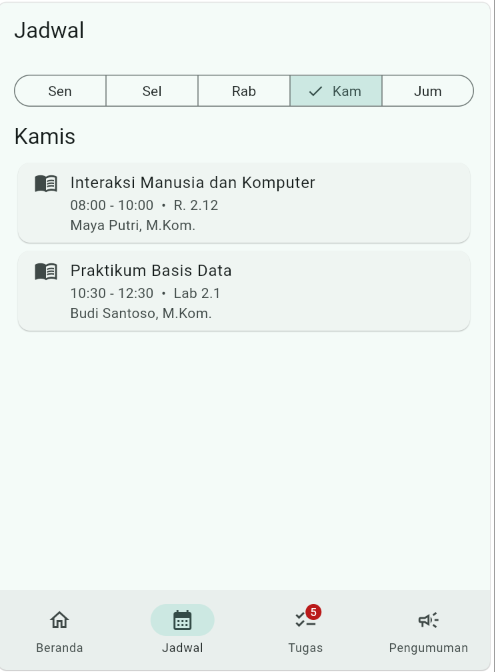 Jadwal
Sen Sel Rab Kam Jum
Kamis
Interaksi Manusia dan Komputer
08:00 - 10:00 • R. 2.12
Maya Putri, M.Kom.
Praktikum Basis Data
10:30 - 12:30 • Lab 2.1
Budi Santoso, M.Kom.
5
Beranda Jadwal Tugas Pengumuman